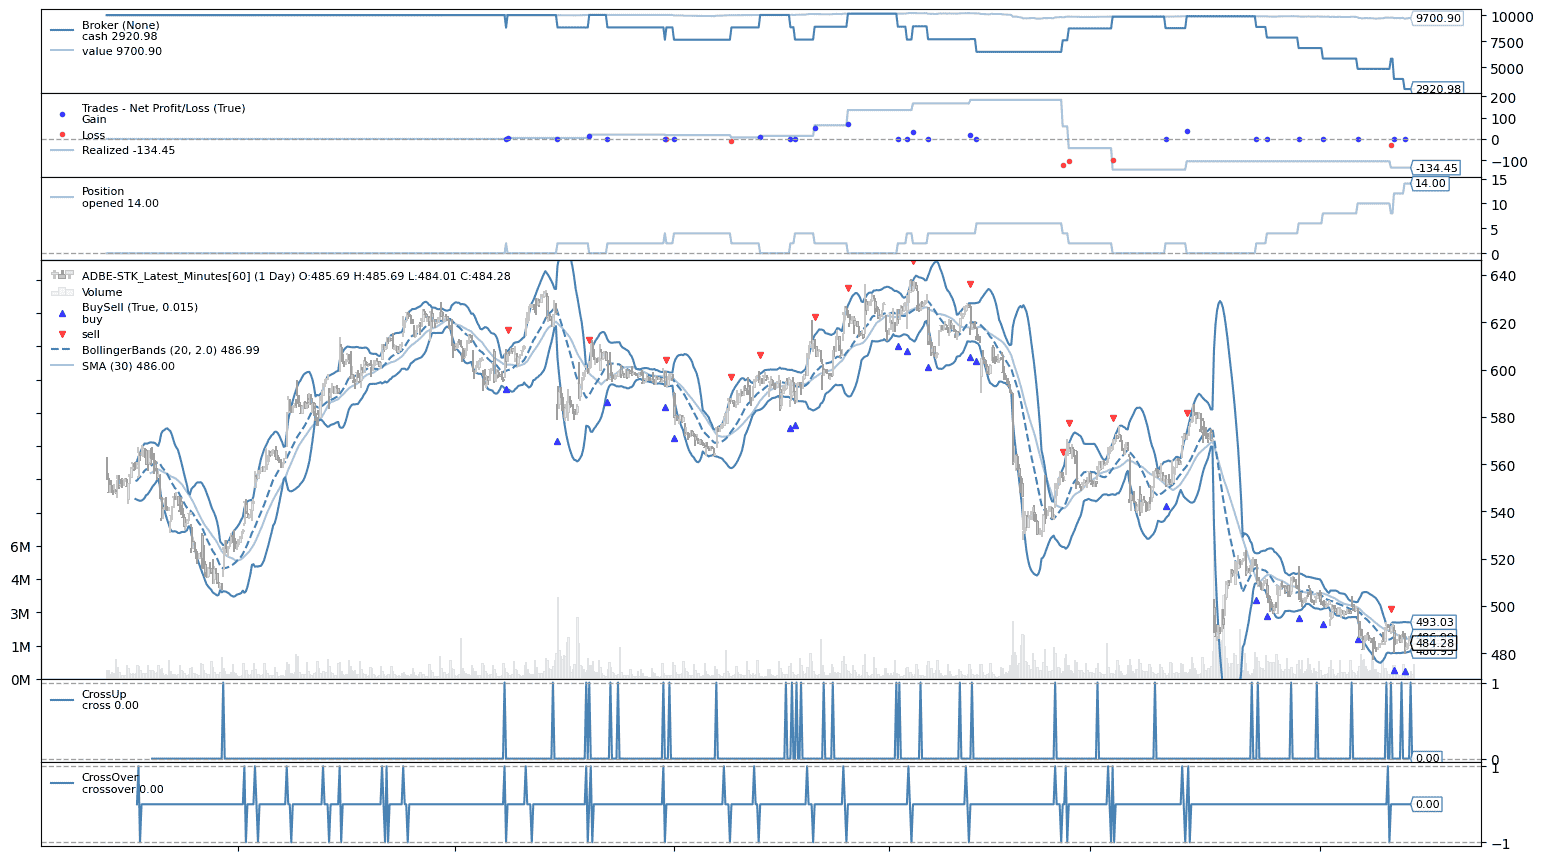 Broker (None)
cash 2920.98
value 9700.90
9700.90
2920.98
10000
7500
5000
Trades - Net Profit/Loss (True)
Gain
Loss
Realized -134.45
-134.45
200
100
0
−100
Position
opened 14.00
14.00
15
10
5
0
ADBE-STK_Latest_Minutes[60] (1 Day) O:485.69 H:485.69 L:484.01 C:484.28
Volume
BuySell (True, 0.015)
buy
sell
BollingerBands (20, 2.0) 486.99
SMA (30) 486.00
640
620
600
580
560
540
520
500
480
6M
4M
3M
1M
0M
493.03
484.28
CrossUp
cross 0.00
0.00
1
0
CrossOver
crossover 0.00
0.00
1
−1